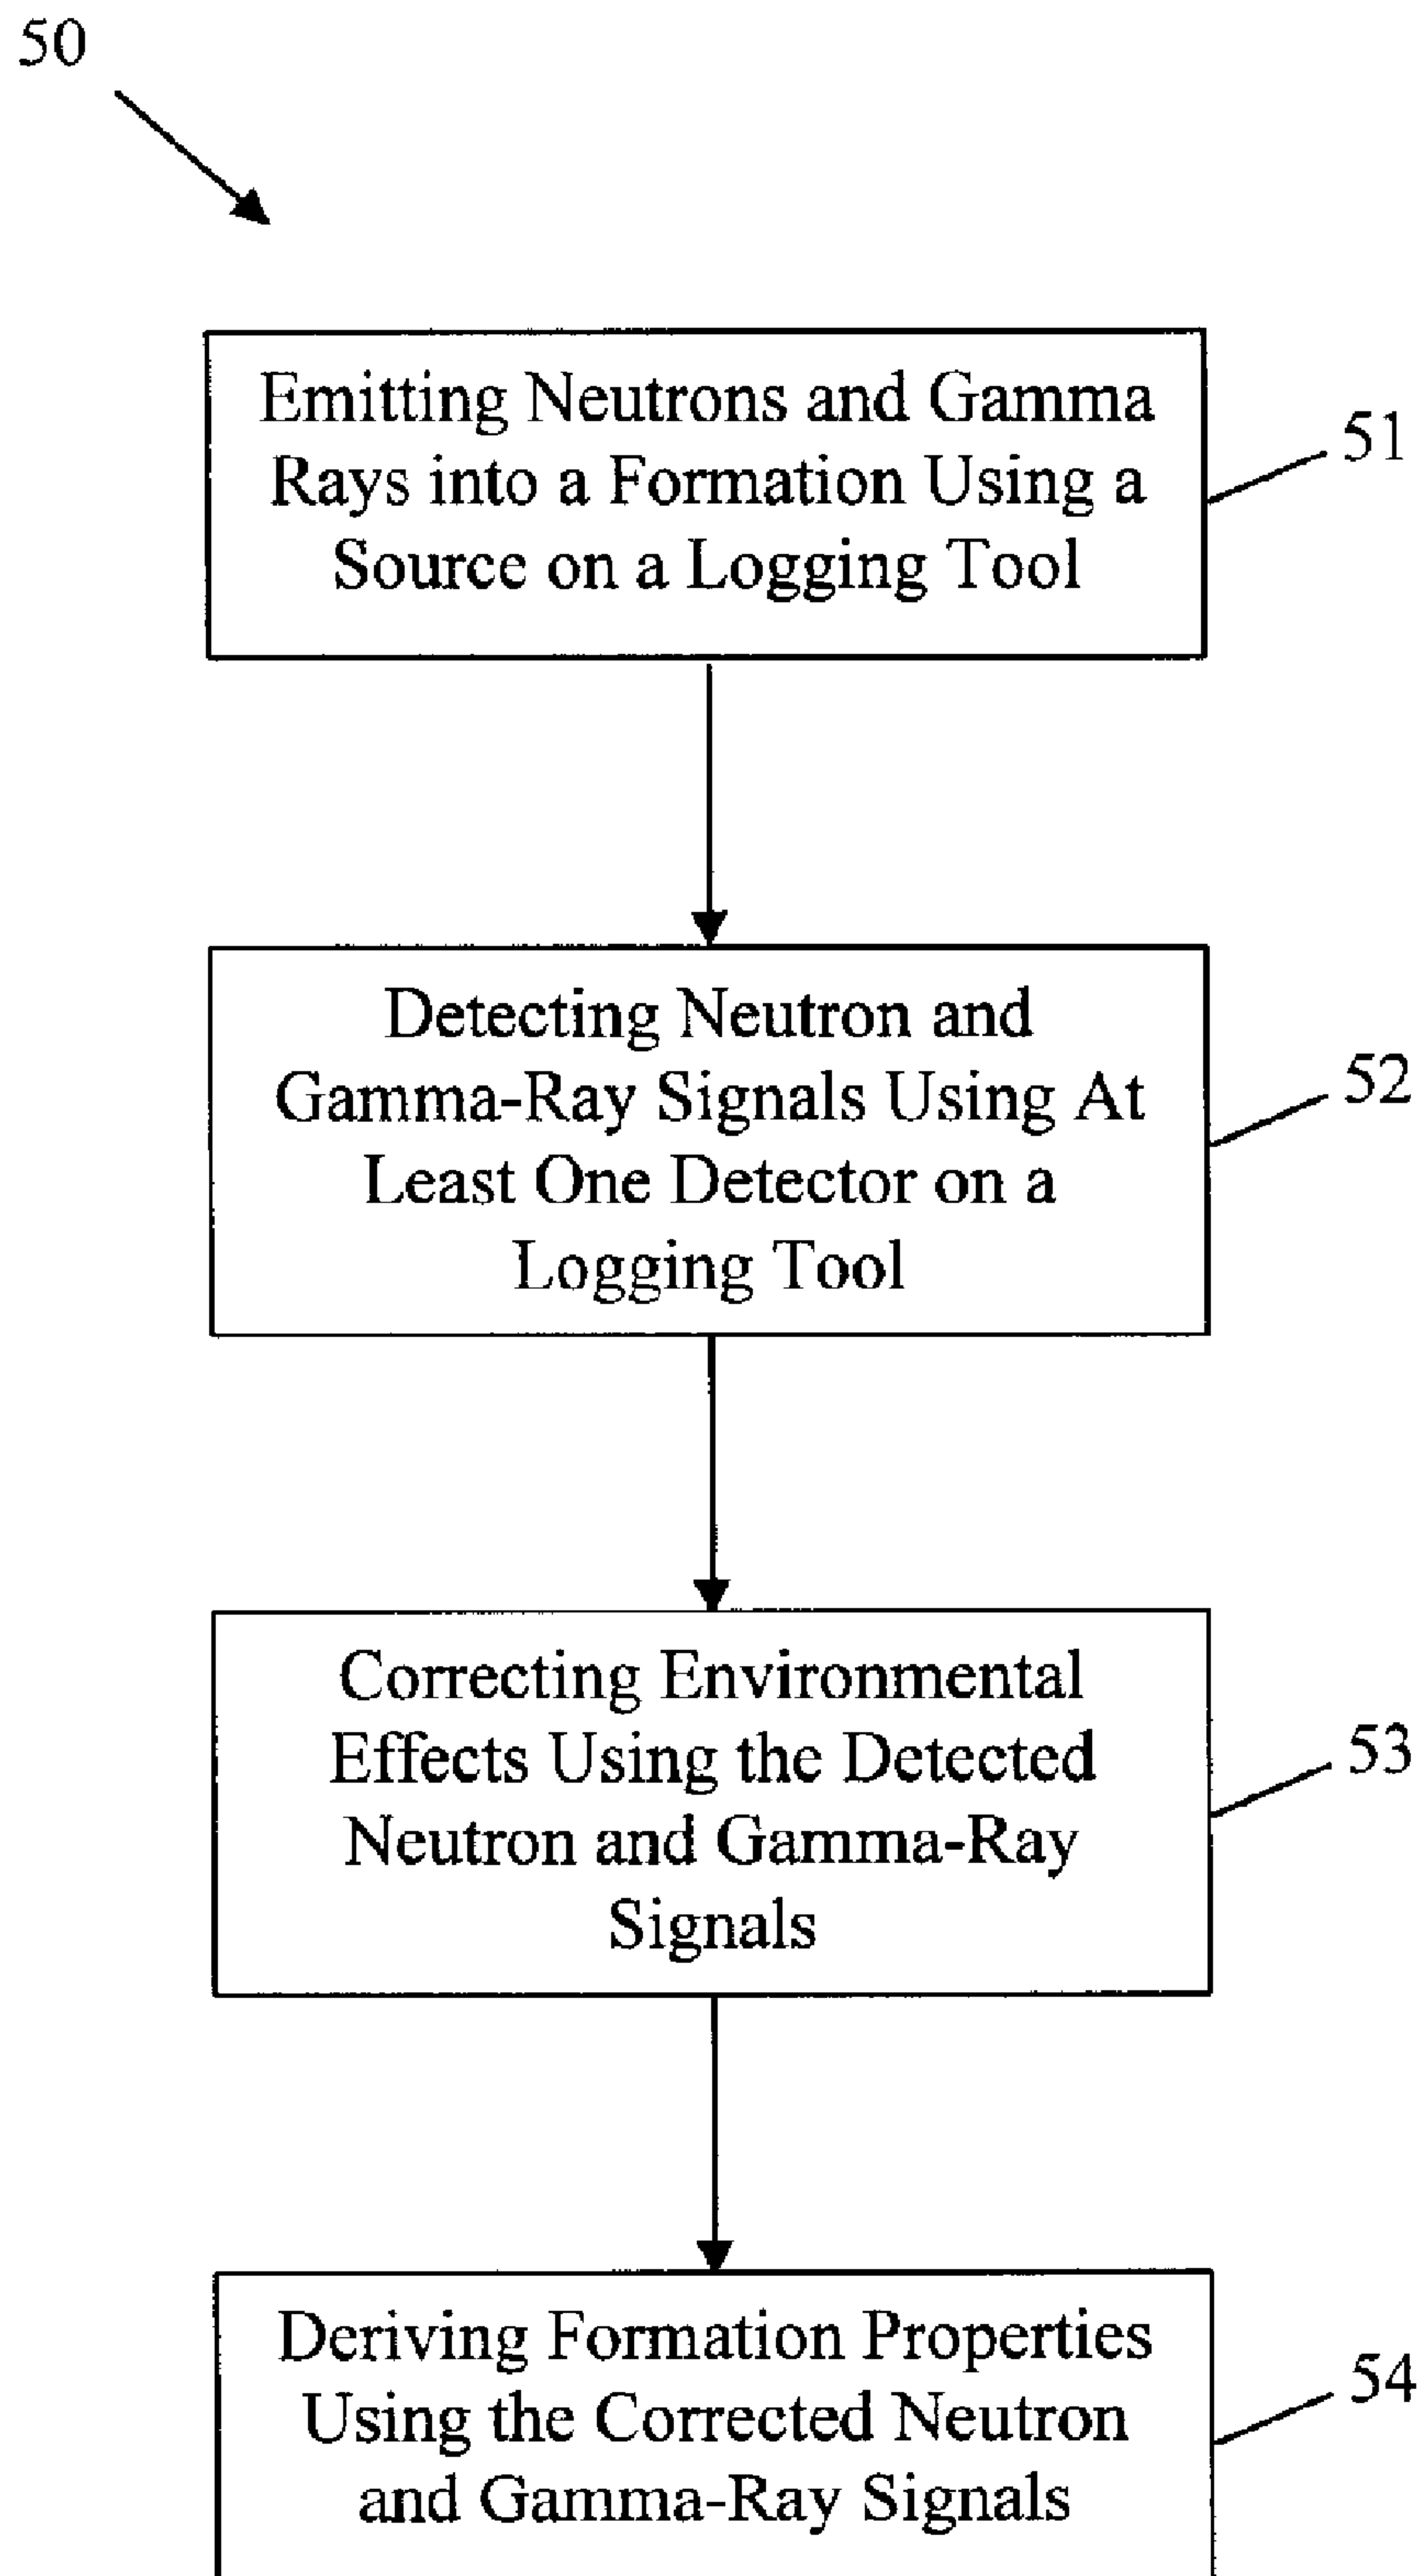 50
Emitting Neutrons and Gamma
Rays into a Formation Using a
Source on a Logging Tool
51
Detecting Neutron and
Gamma-Ray Signals Using At
Least One Detector on a
Logging Tool
52
Correcting Environmental
Effects Using the Detected
Neutron and Gamma-Ray
Signals
53
Deriving Formation Properties
Using the Corrected Neutron
and Gamma-Ray Signals
54